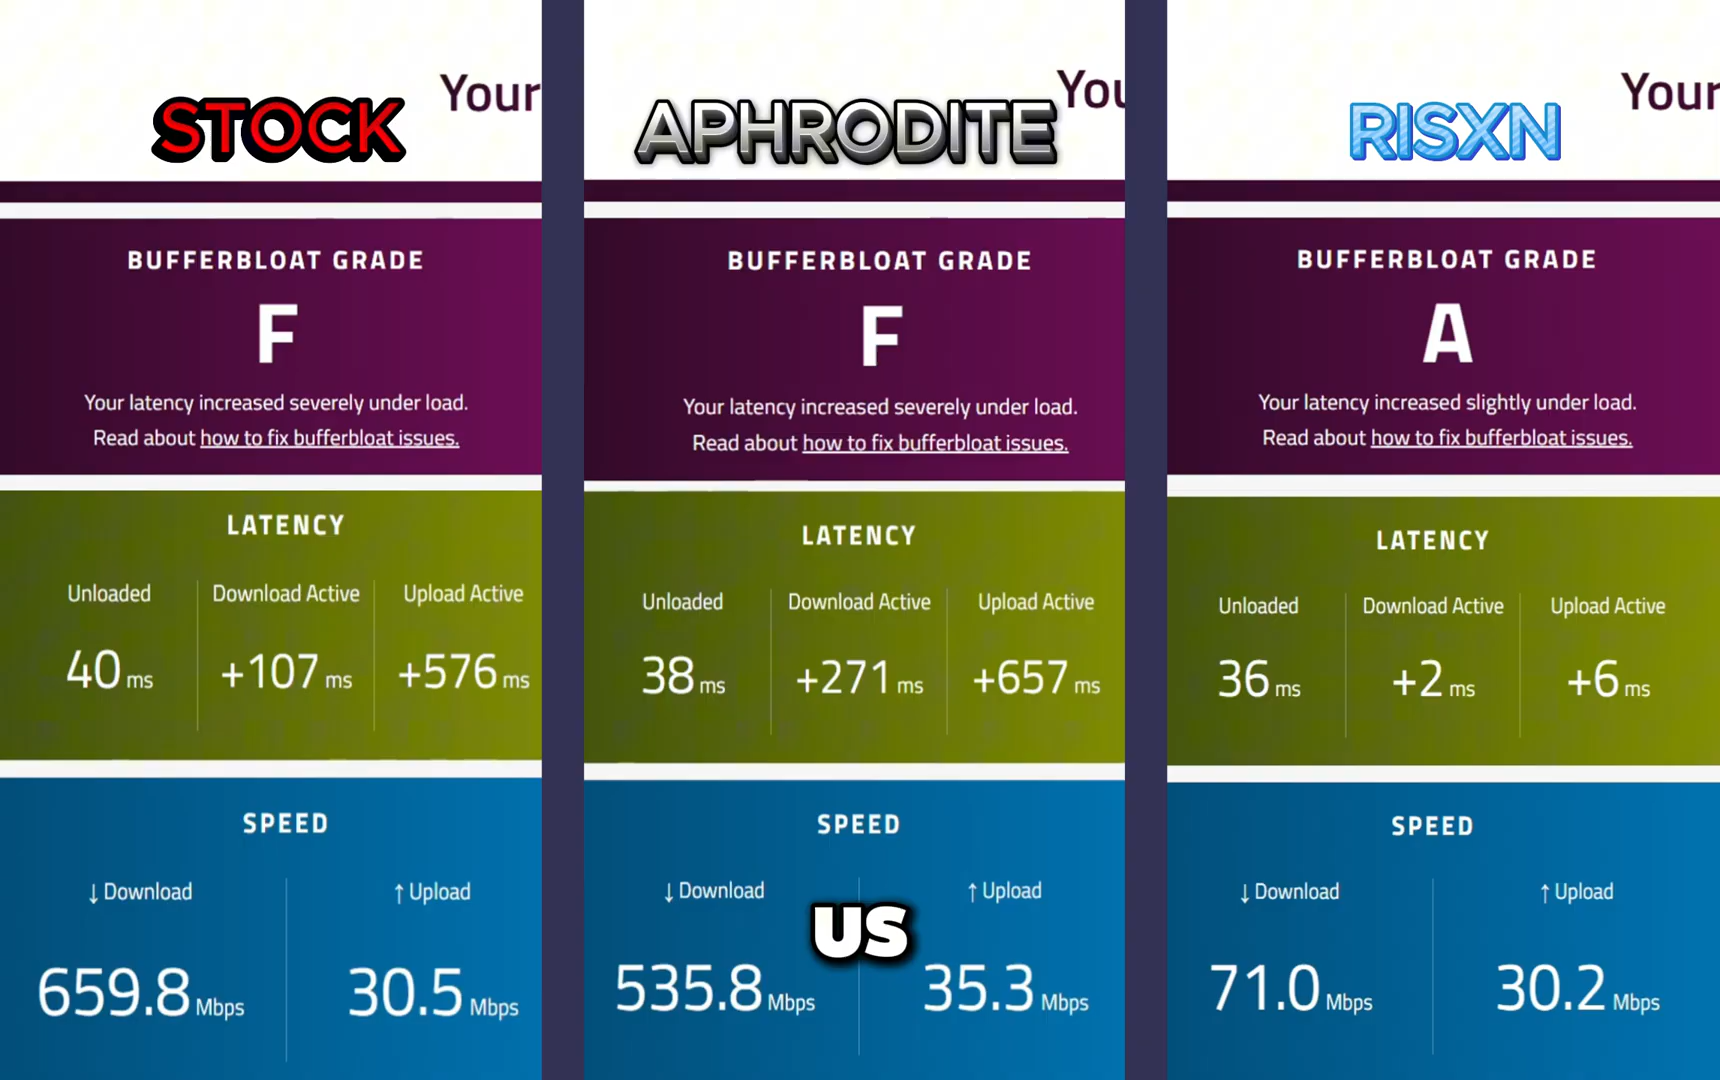 STOCK
Your
BUFFERBLOAT GRADE
F
Your latency increased severely under load.
Read about how to fix bufferbloat issues.
LATENCY
Unloaded
Download Active
Upload Active
40 ms
+107 ms
+576 ms
SPEED
↓ Download
↑ Upload
659.8 Mbps
30.5 Mbps
APHRODITE
You
BUFFERBLOAT GRADE
F
Your latency increased severely under load.
Read about how to fix bufferbloat issues.
LATENCY
Unloaded
Download Active
Upload Active
38 ms
+271 ms
+657 ms
SPEED
↓ Download
↑ Upload
US
535.8 Mbps
35.3 Mbps
RISXN
Your
BUFFERBLOAT GRADE
A
Your latency increased slightly under load.
Read about how to fix bufferbloat issues.
LATENCY
Unloaded
Download Active
Upload Active
36 ms
+2 ms
+6 ms
SPEED
↓ Download
↑ Upload
71.0 Mbps
30.2 Mbps